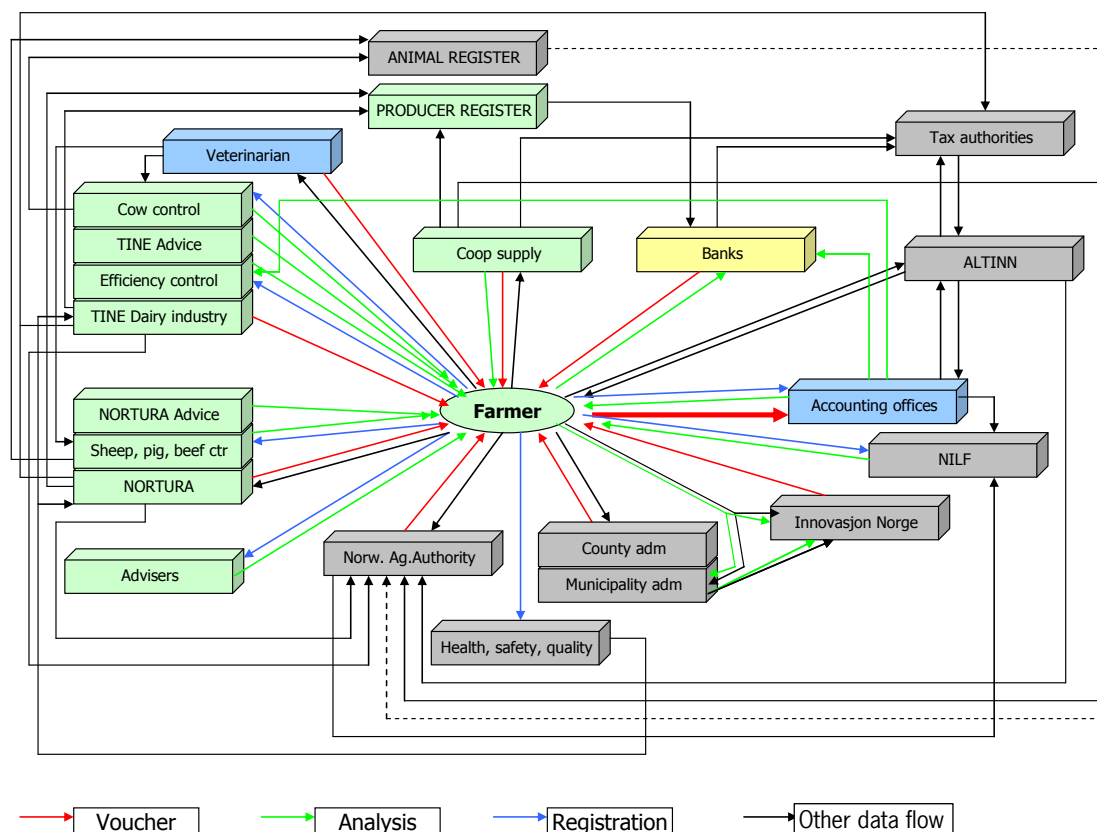 ANIMAL REGISTER
PRODUCER REGISTER
Tax authorities
Veterinarian
Cow control
TINE Advice
Coop supply
Banks
ALTINN
Efficiency control
TINE Dairy industry
Farmer
Accounting offices
NORTURA Advice
Sheep, pig, beef ctr
NILF
NORTURA
Innovasjon Norge
County adm
Norw. Ag.Authority
Advisers
Municipality adm
Health, safety, quality
Voucher
Analysis
Registration
Other data flow